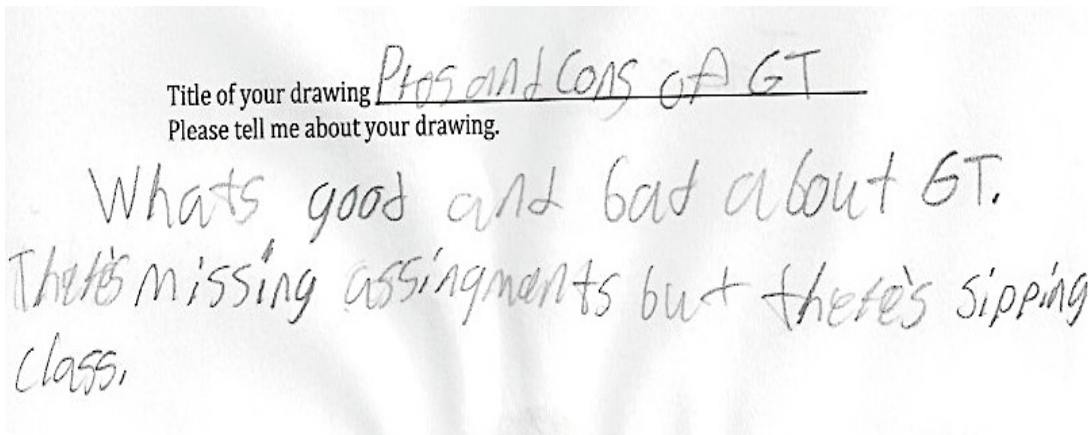 Title of your drawing Pros and Cons of GT
Please tell me about your drawing.
Whats good and bad about GT.
There's missing assingments but there's sipping
class.